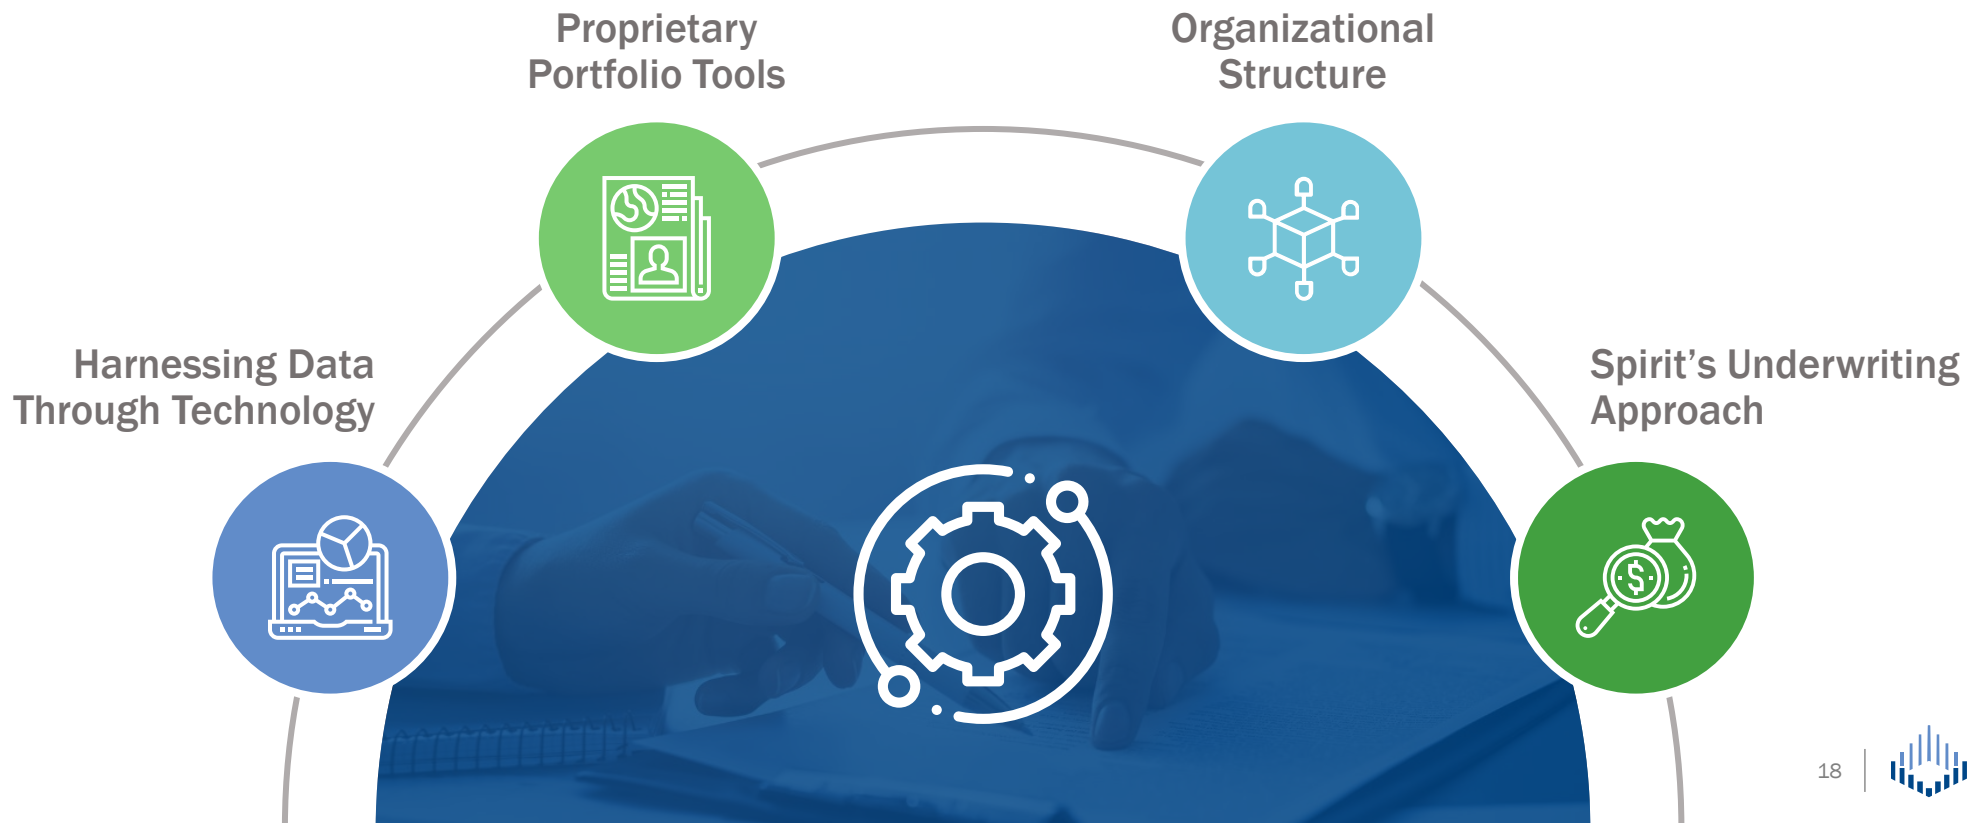 Proprietary
Portfolio Tools
Organizational
Structure
Harnessing Data
Through Technology
Spirit’s Underwriting
Approach
$
18